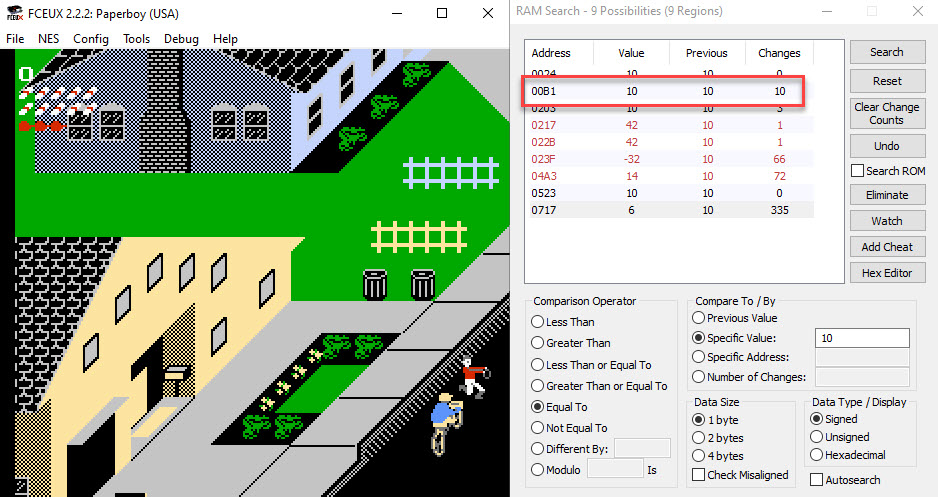 FCEUX 2.2.2: Paperboy (USA)
File NES Config Tools Debug Help
0
RAM Search - 9 Possibilities (9 Regions)
Address Value Previous Changes
0024 10 10 0
00B1 10 10 10
0203 10 10 3
0217 42 10 1
022B 42 10 1
023F -32 10 66
04A3 14 10 72
0523 10 10 0
0717 6 10 335
Search
Reset
Clear Change
Counts
Undo
Search ROM
Eliminate
Watch
Add Cheat
Hex Editor
Comparison Operator
Less Than
Greater Than
Less Than or Equal To
Greater Than or Equal To
Equal To
Not Equal To
Different By:
Modulo Is
Compare To / By
Previous Value
Specific Value: 10
Specific Address:
Number of Changes:
Data Size
1 byte
2 bytes
4 bytes
Check Misaligned
Data Type / Display
Signed
Unsigned
Hexadecimal
Autosearch